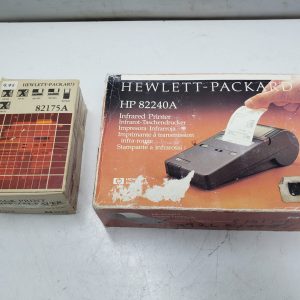 HEWLETT-PACKARD
82175A
HEWLETT-PACKARD
HP 82240A
Infrared Printer
Infrarot-Taschendrucker
Impresora Infraroja
Imprimante à transmission
infra-rouge
Stampante a infrarossi
hp